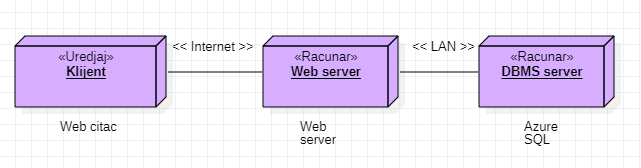 «Uredjaj»
Klijent
<< Internet >>
«Racunar»
Web server
<< LAN >>
«Racunar»
DBMS server
Web citac
Web
server
Azure
SQL